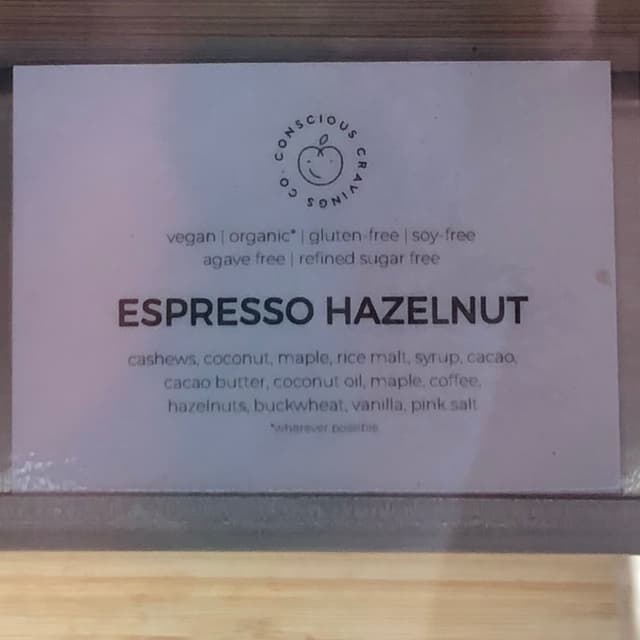 CONSCIOUS CRAVINGS CO.
vegan | organic* | gluten-free | soy-free
agave free | refined sugar free
ESPRESSO HAZELNUT
cashews, coconut, maple, rice malt, syrup, cacao,
cacao butter, coconut oil, maple, coffee,
hazelnuts, buckwheat, vanilla, pink salt
*wherever possible